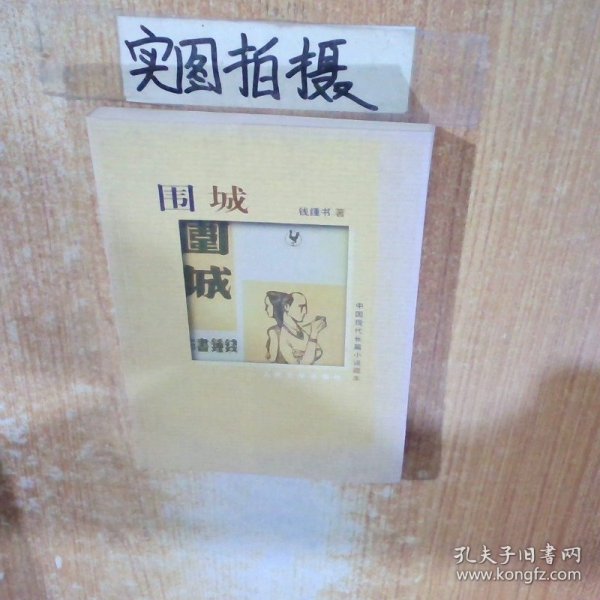 实图拍摄
围城
钱鍾书 著
圍城
書鍾錢
中国现代长篇小说藏本
孔夫子旧书网
www.kongfz.com